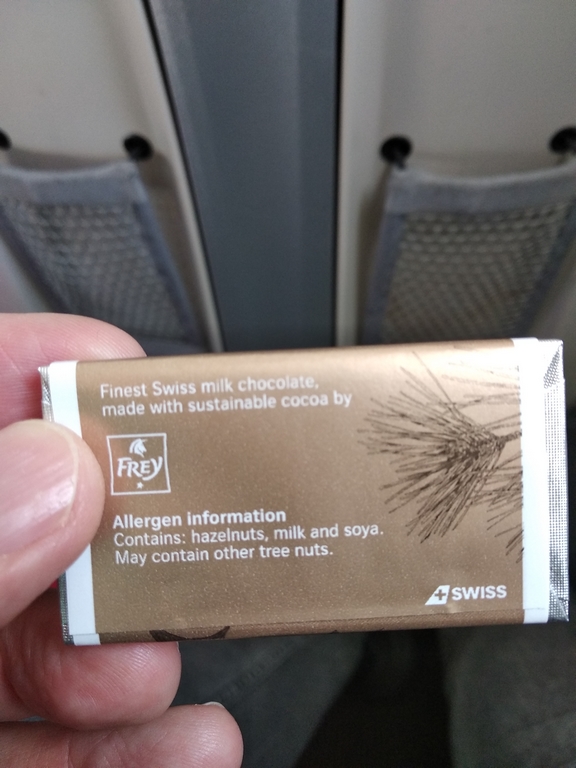 Finest Swiss milk chocolate,
made with sustainable cocoa by
FREY
Allergen information
Contains: hazelnuts, milk and soya.
May contain other tree nuts.
SWISS